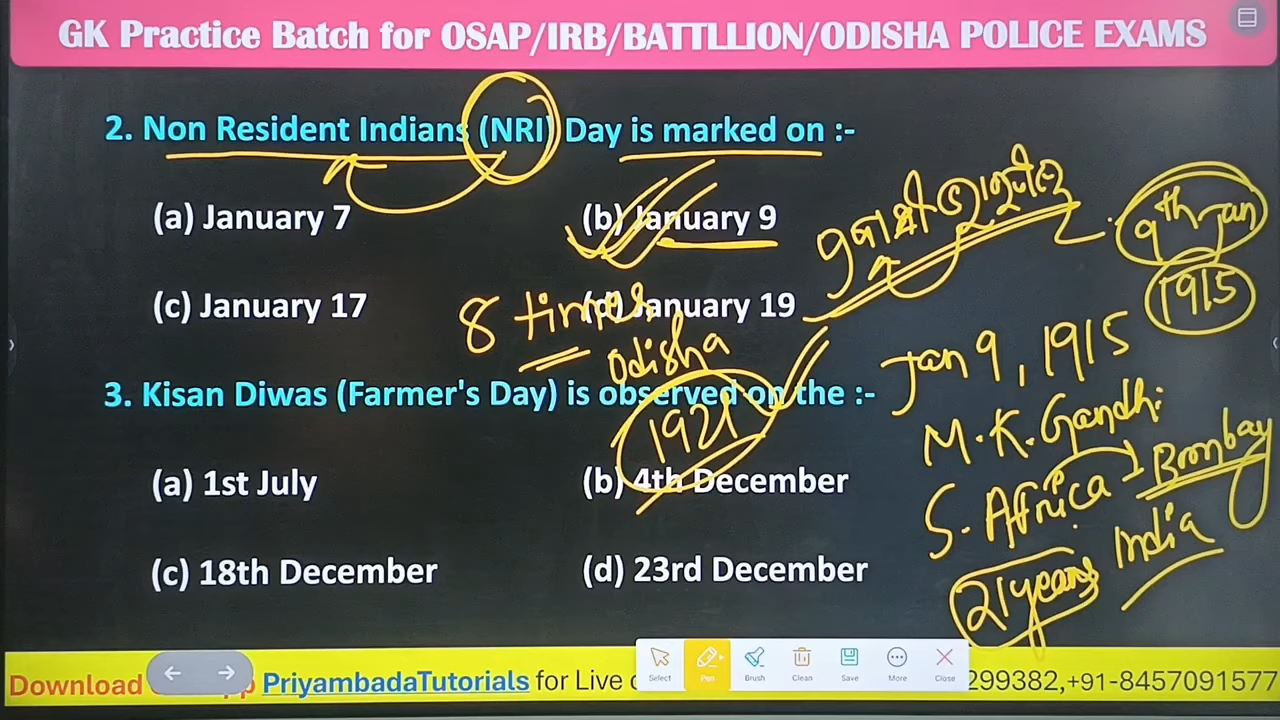 GK Practice Batch for OSAP/IRB/BATTLLION/ODISHA POLICE EXAMS
2. Non Resident Indians (NRI) Day is marked on :-
(a) January 7
(b) January 9
(c) January 17
(d) January 19
3. Kisan Diwas (Farmer's Day) is observed on the :-
(a) 1st July
(b) 4th December
(c) 18th December
(d) 23rd December
8 times
Odisha
1921
9th Jan
1915
Jan 9, 1915
M.K. Gandhi
S. Africa → Bombay
21 years India
Select Pen Brush Clean Save More Close
Download PriyambadaTutorials for Live 299382,+91-8457091577